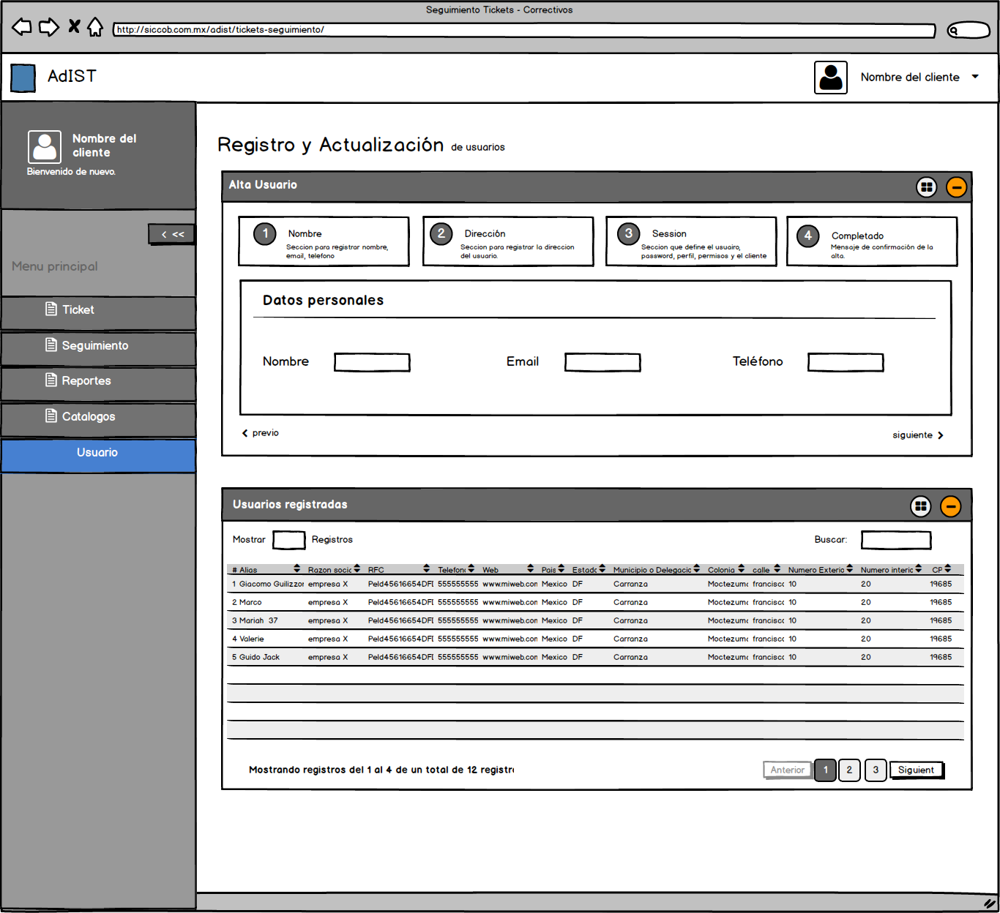 Seguimiento Tickets - Correctivos
http://siccob.com.mx/adist/tickets-seguimiento/
AdIST
Nombre del cliente
Nombre del
cliente
Bienvenido de nuevo.
< <<
Menu principal
Ticket
Seguimiento
Reportes
Catalogos
Usuario
Registro y Actualización de usuarios
Alta Usuario
1 Nombre
Seccion para registrar nombre,
email, telefono
2 Dirección
Seccion para registrar la direccion
del usuario.
3 Session
Seccion que define el usuairo,
password, perfil, permisos y el cliente
4 Completado
Mensaje de confirmación de la
alta.
Datos personales
Nombre Email Teléfono
previo siguiente
Usuarios registradas
Mostrar Registros Buscar:
# Alias Razon socic RFC Telefono Web Pais Estado Municipio o Delegacio Colonia calle Numero Exterio Numero interic CP
1 Giacomo Guilizzor empresa X Peld45616654DFI 555555555 www.miweb.con Mexico DF Carranza Moctezuma francisco 10 20 19685
2 Marco empresa X Peld45616654DFI 555555555 www.miweb.con Mexico DF Carranza Moctezuma francisco 10 20 19685
3 Mariah 37 empresa X Peld45616654DFI 555555555 www.miweb.con Mexico DF Carranza Moctezuma francisco 10 20 19685
4 Valerie empresa X Peld45616654DFI 555555555 www.miweb.con Mexico DF Carranza Moctezuma francisco 10 20 19685
5 Guido Jack empresa X Peld45616654DFI 555555555 www.miweb.con Mexico DF Carranza Moctezuma francisco 10 20 19685
Mostrando registros del 1 al 4 de un total de 12 registr
Anterior 1 2 3 Siguient